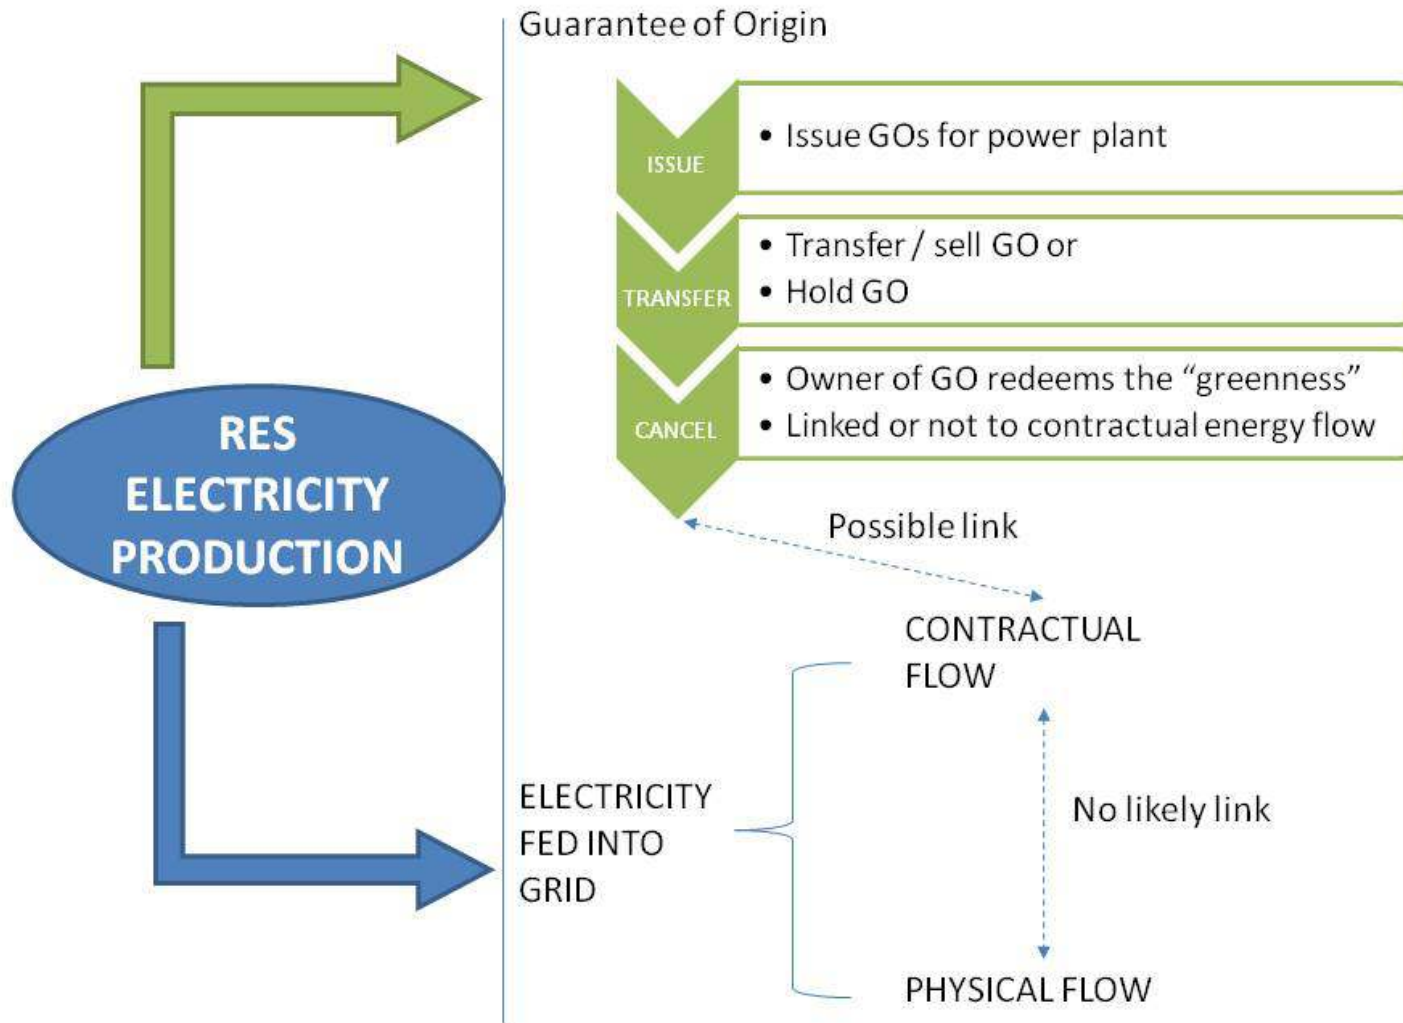 Guarantee of Origin
ISSUE
• Issue GOs for power plant
TRANSFER
• Transfer / sell GO or
• Hold GO
CANCEL
• Owner of GO redeems the “greenness”
• Linked or not to contractual energy flow
RES
ELECTRICITY
PRODUCTION
Possible link
CONTRACTUAL
FLOW
No likely link
ELECTRICITY
FED INTO
GRID
PHYSICAL FLOW